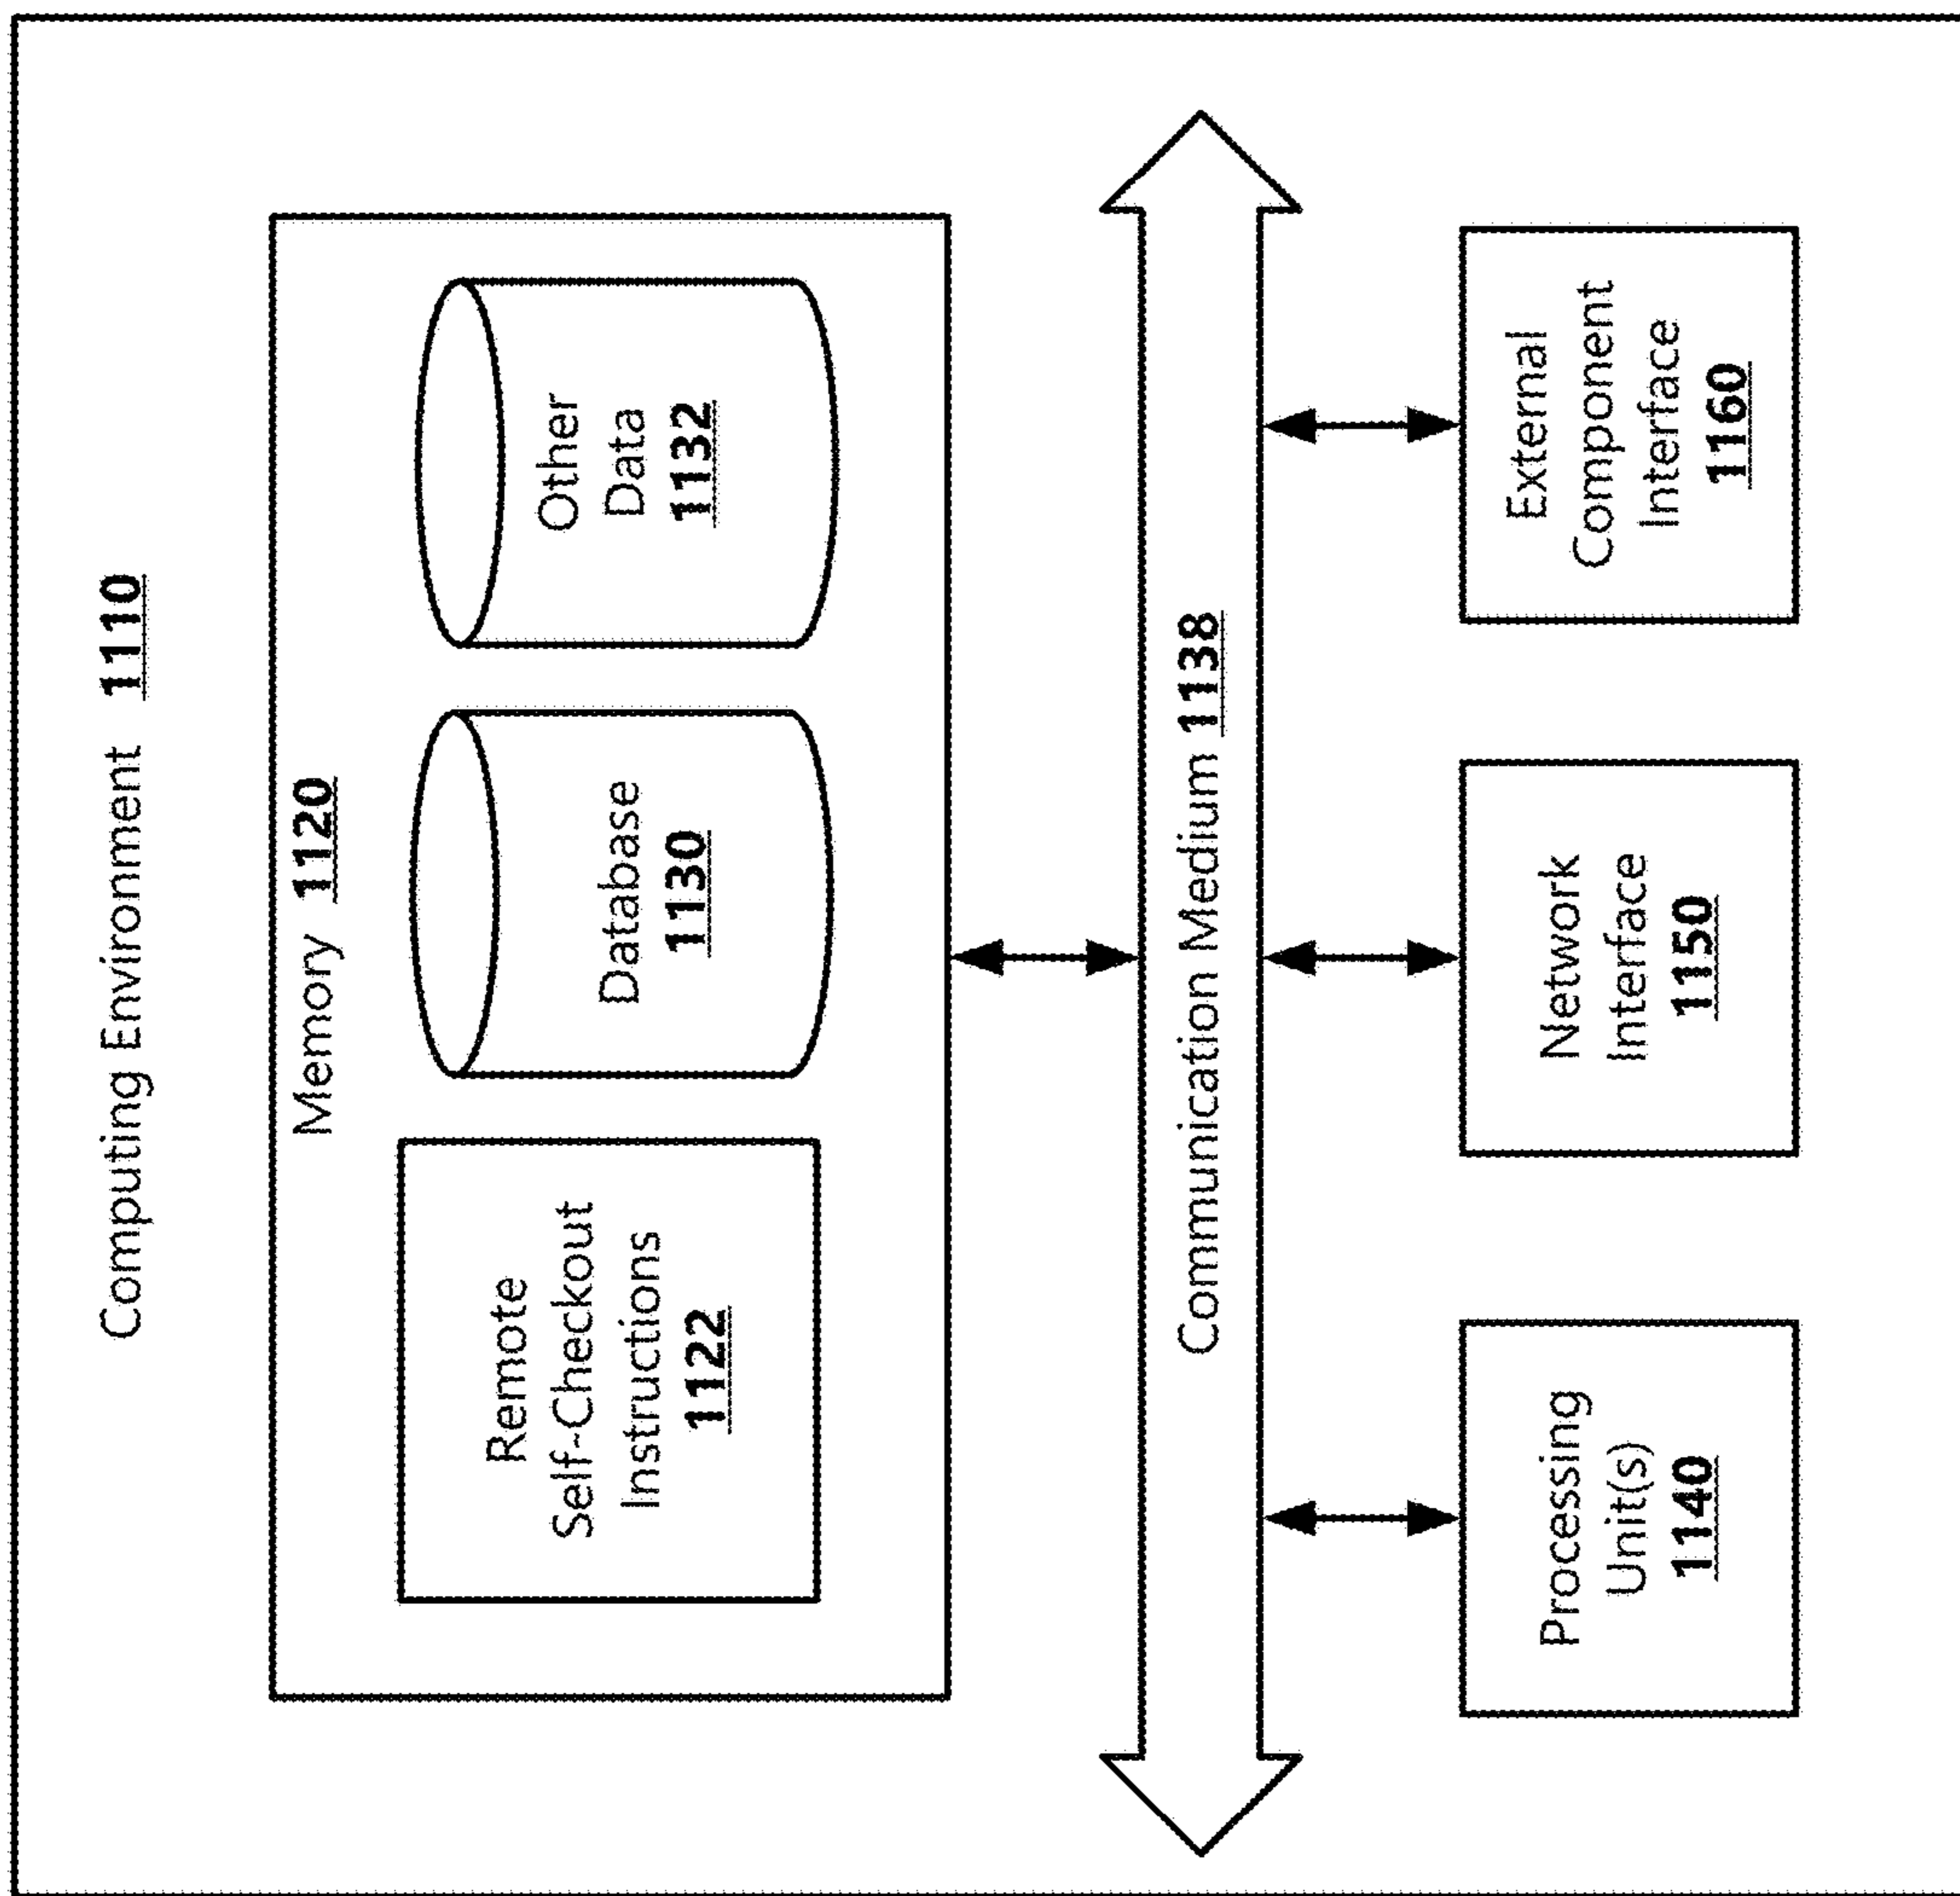 Computing Environment 1110
Memory 1120
Remote
Self-Checkout
Instructions
1122
Database
1130
Other
Data
1132
Communication Medium 1138
Processing
Unit(s)
1140
Network
Interface
1150
External
Component
Interface
1160